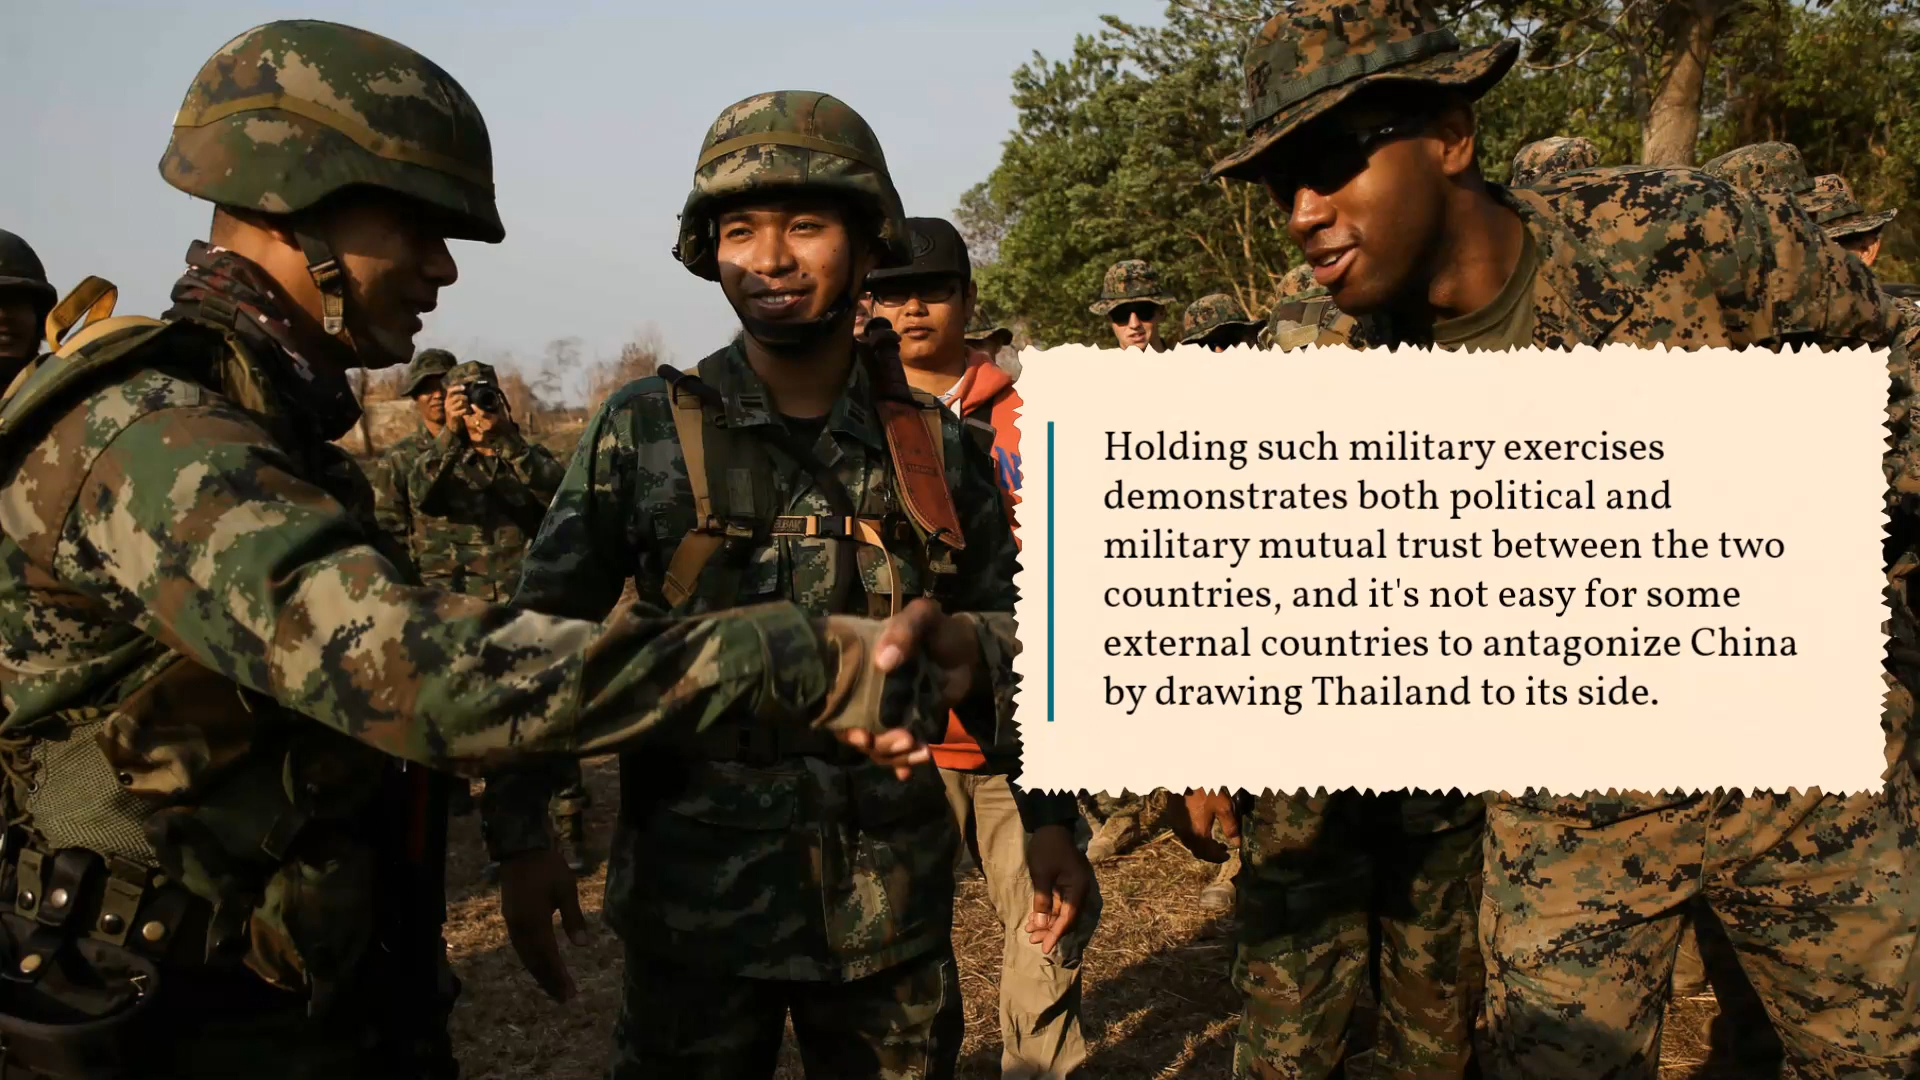 Holding such military exercises
demonstrates both political and
military mutual trust between the two
countries, and it's not easy for some
external countries to antagonize China
by drawing Thailand to its side.